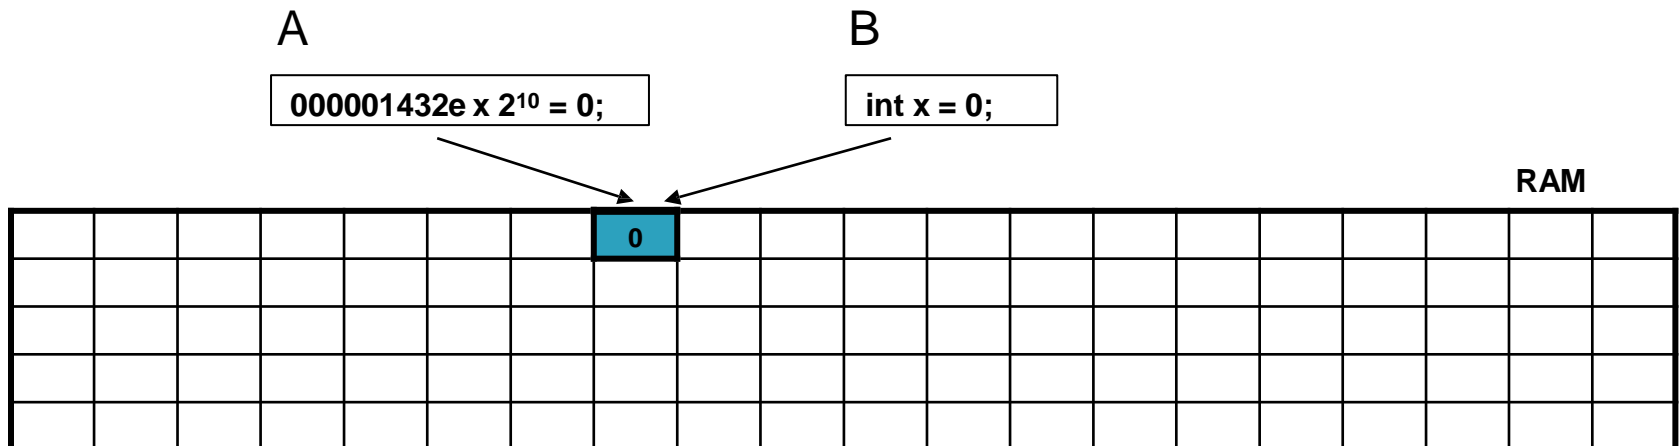 A
B
000001432e x 2¹⁰ = 0;
int x = 0;
RAM
0